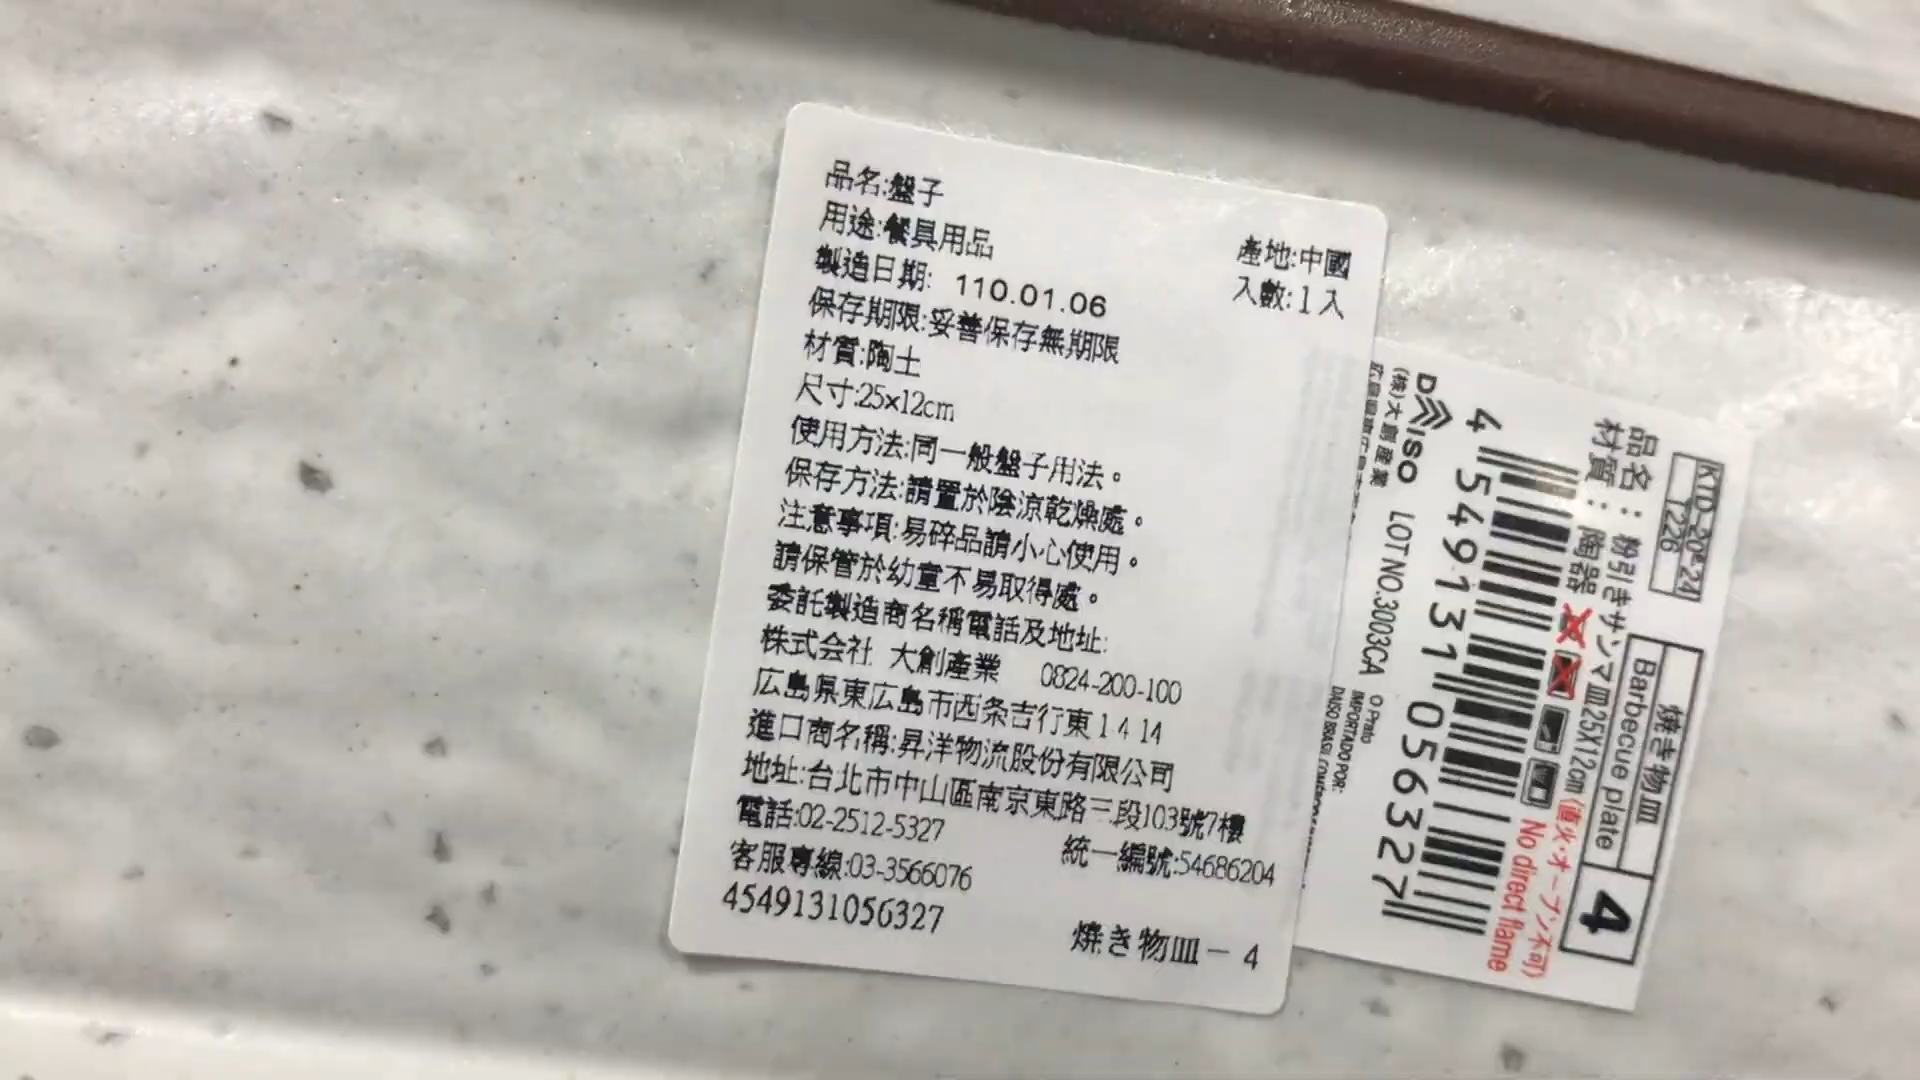 品名:盤子
用途:餐具用品
產地:中國
製造日期: 110.01.06
入數:1入
保存期限:妥善保存無期限
材質:陶土
尺寸:25x12cm
使用方法:同一般盤子用法。
保存方法:請置於陰涼乾燥處。
注意事項:易碎品請小心使用。
請保管於幼童不易取得處。
委託製造商名稱電話及地址:
株式会社 大創產業 0824-200-100
広島県東広島市西条吉行東1 4 14
進口商名稱:昇洋物流股份有限公司
地址:台北市中山區南京東路三段103號7樓
電話:02-2512-5327
統一編號:54686204
客服專線:03-3566076
4549131056327
燒き物皿－4
KTD-20-24
1226
焼き物皿
Barbecue plate
4
品名：粉引きサンマ皿25X12cm
材質：陶器
(直火・オーブン不可)
No direct flame
4 549131 056327
DAISO
(株)大創産業
LOT NO.3003CA
O Prato
IMPORTADO POR:
DAISO BRASIL